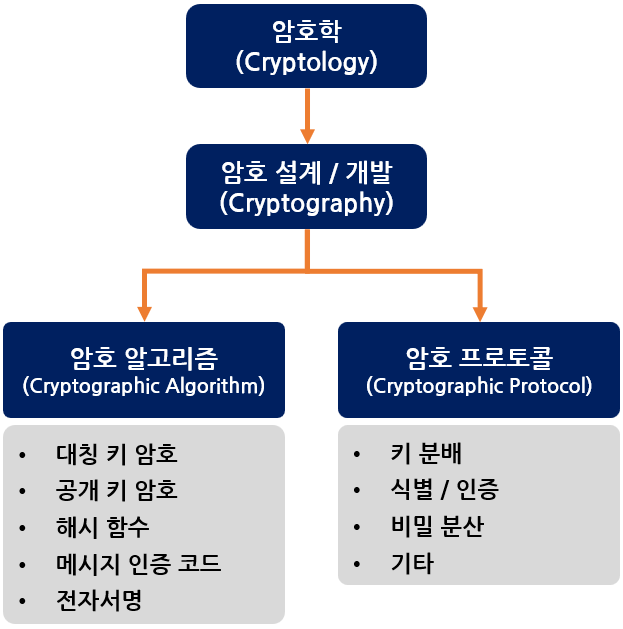 암호학
(Cryptology)
암호 설계 / 개발
(Cryptography)
암호 알고리즘
(Cryptographic Algorithm)
• 대칭 키 암호
• 공개 키 암호
• 해시 함수
• 메시지 인증 코드
• 전자서명
암호 프로토콜
(Cryptographic Protocol)
• 키 분배
• 식별 / 인증
• 비밀 분산
• 기타